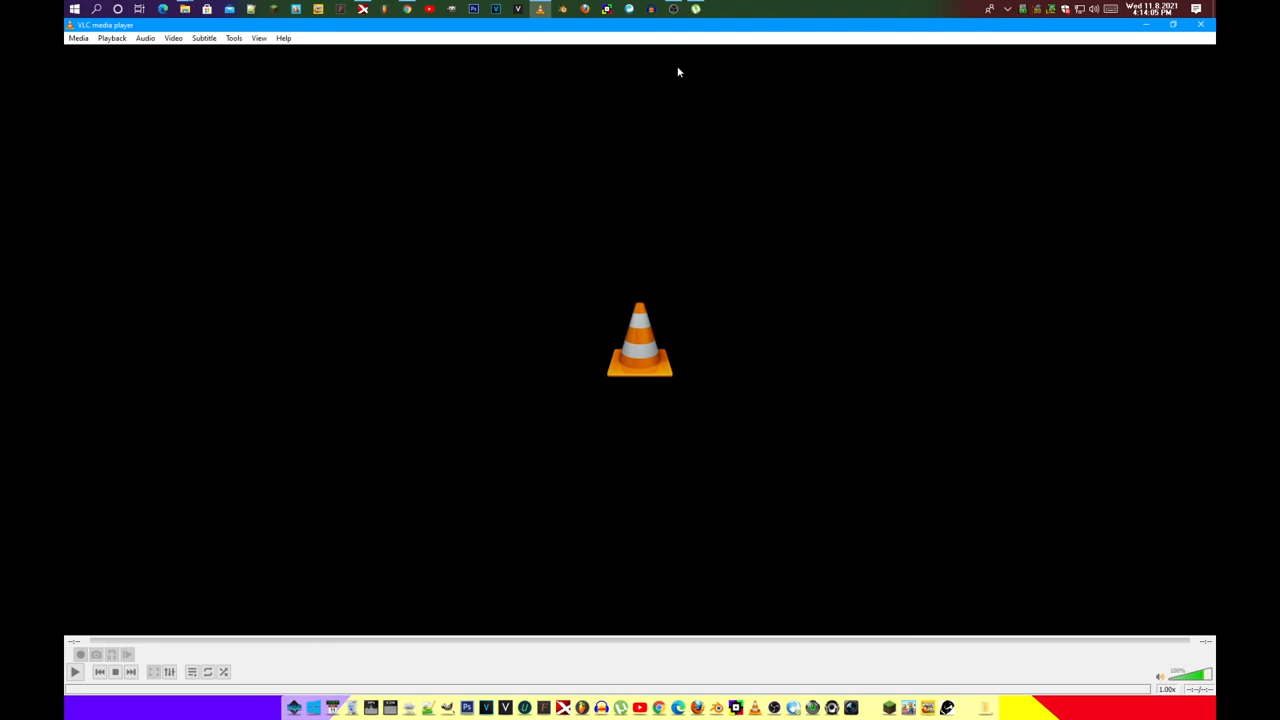 Wed 11.8.2021
4:14:05 PM
VLC media player
Media Playback Audio Video Subtitle Tools View Help
--:-- --:--
100%
1.00x --:--/--:--